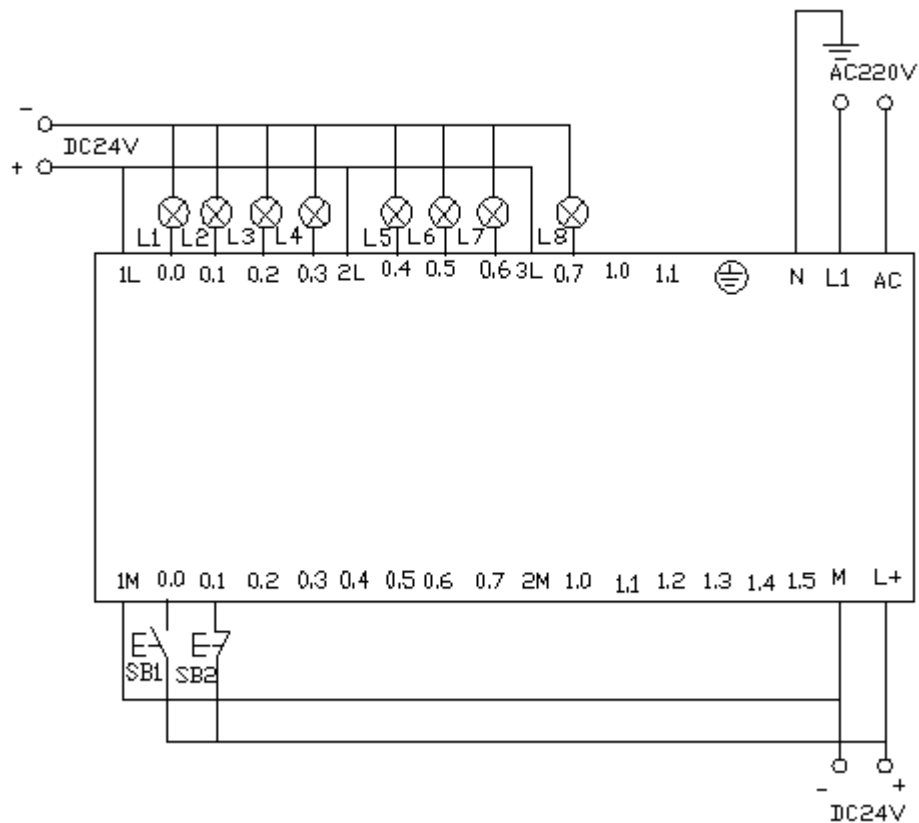 AC220V
-
DC24V
+
L1 L2 L3 L4 L5 L6 L7 L8
1L 0.0 0.1 0.2 0.3 2L 0.4 0.5 0.6 3L 0.7 1.0 1.1 N L1 AC
1M 0.0 0.1 0.2 0.3 0.4 0.5 0.6 0.7 2M 1.0 1.1 1.2 1.3 1.4 1.5 M L+
SB1 SB2
- +
DC24V